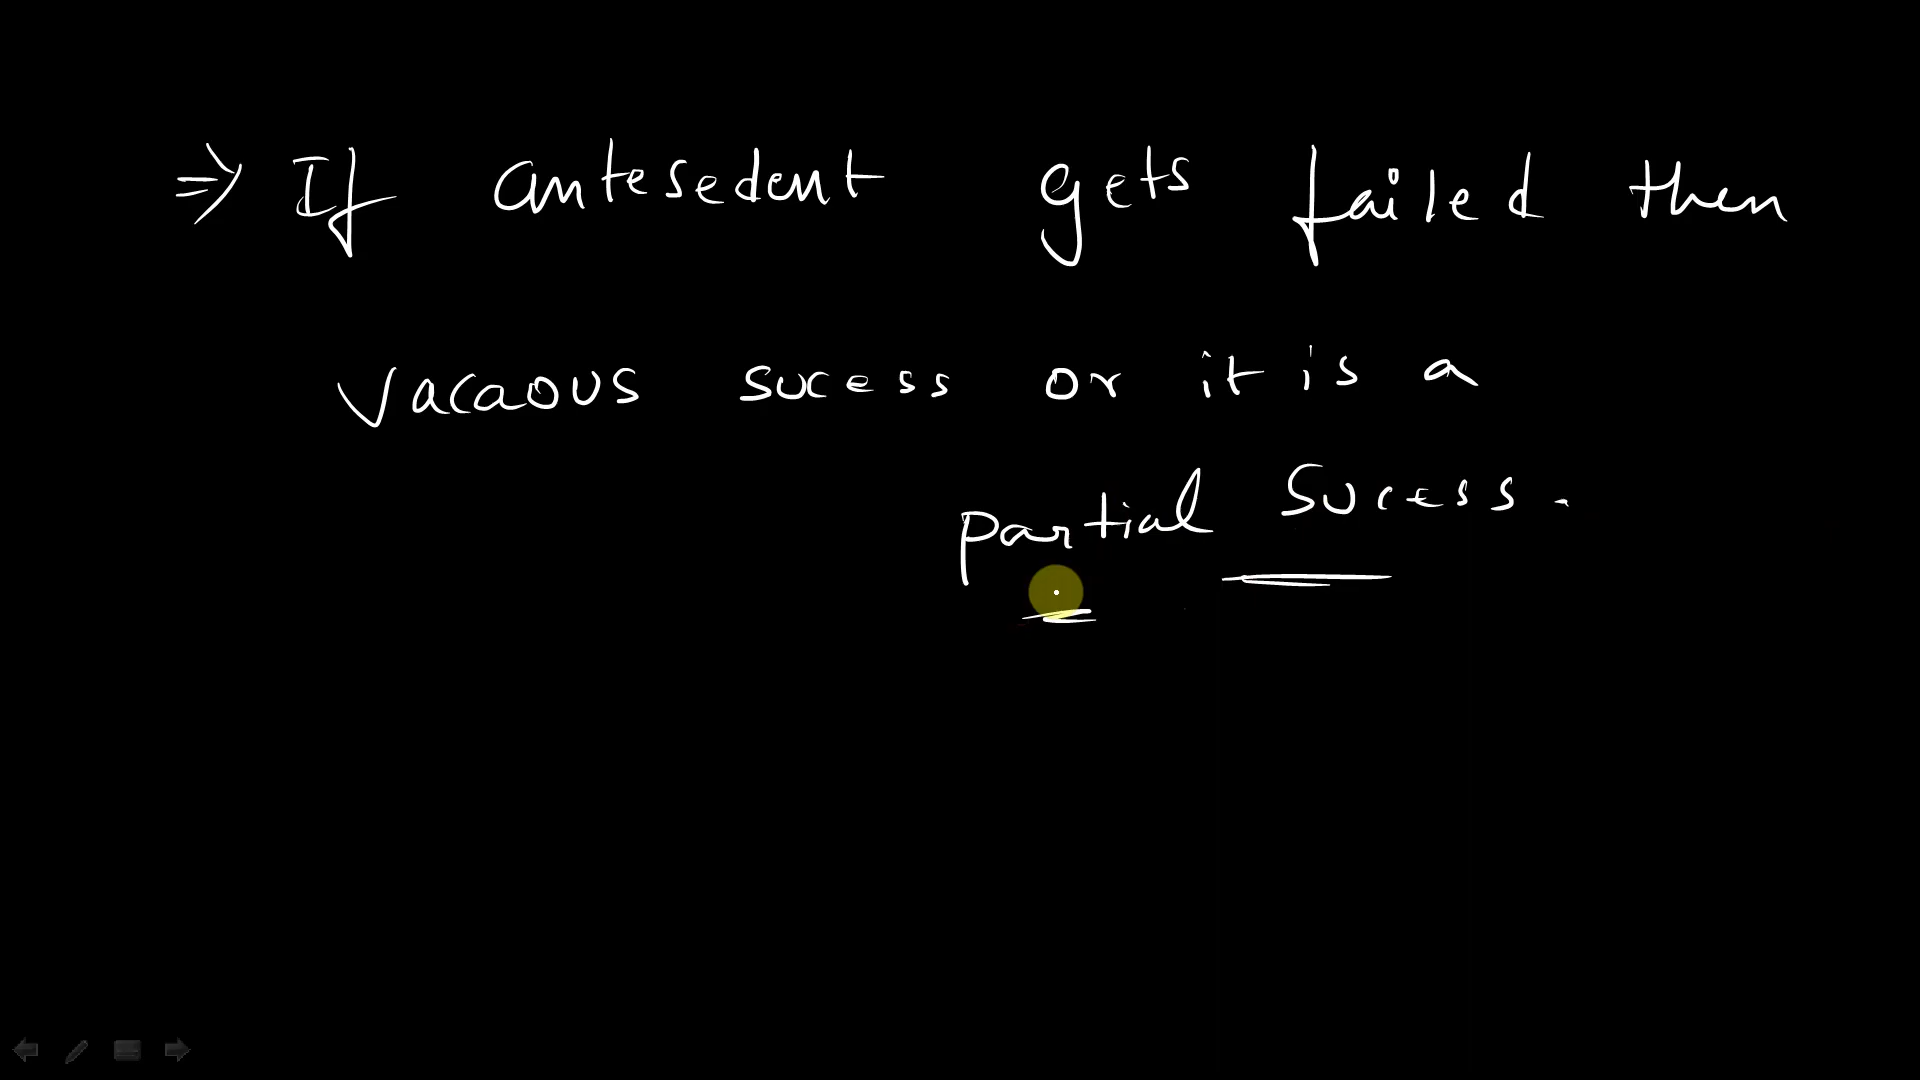 ⇒ If antesedent gets failed then
vacaous sucess or it is a
partial sucess.